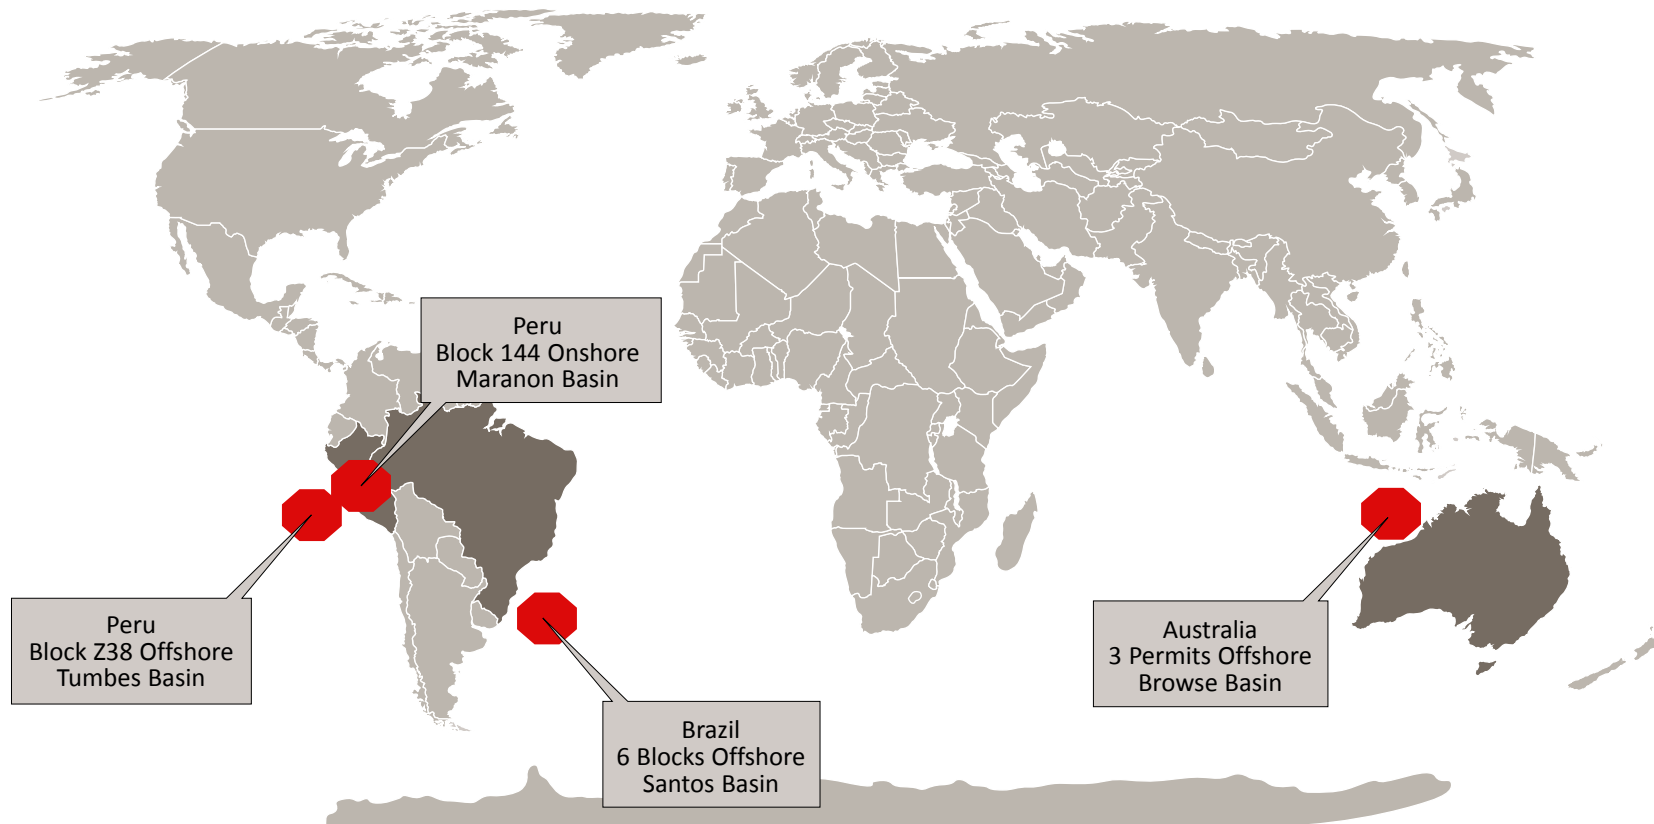 Peru
Block 144 Onshore
Maranon Basin
Peru
Block Z38 Offshore
Tumbes Basin
Brazil
6 Blocks Offshore
Santos Basin
Australia
3 Permits Offshore
Browse Basin